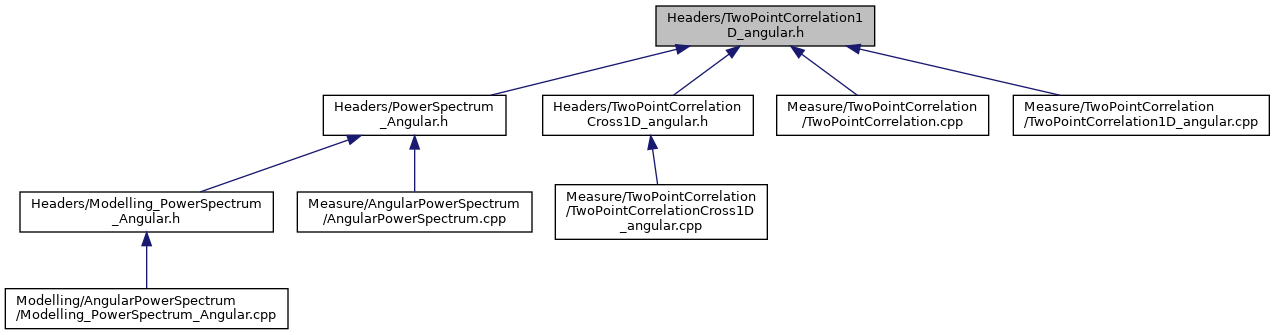 Headers/TwoPointCorrelation1
D_angular.h
Headers/PowerSpectrum
_Angular.h
Headers/TwoPointCorrelation
Cross1D_angular.h
Measure/TwoPointCorrelation
/TwoPointCorrelation.cpp
Measure/TwoPointCorrelation
/TwoPointCorrelation1D_angular.cpp
Headers/Modelling_PowerSpectrum
_Angular.h
Measure/AngularPowerSpectrum
/AngularPowerSpectrum.cpp
Measure/TwoPointCorrelation
/TwoPointCorrelationCross1D
_angular.cpp
Modelling/AngularPowerSpectrum
/Modelling_PowerSpectrum_Angular.cpp